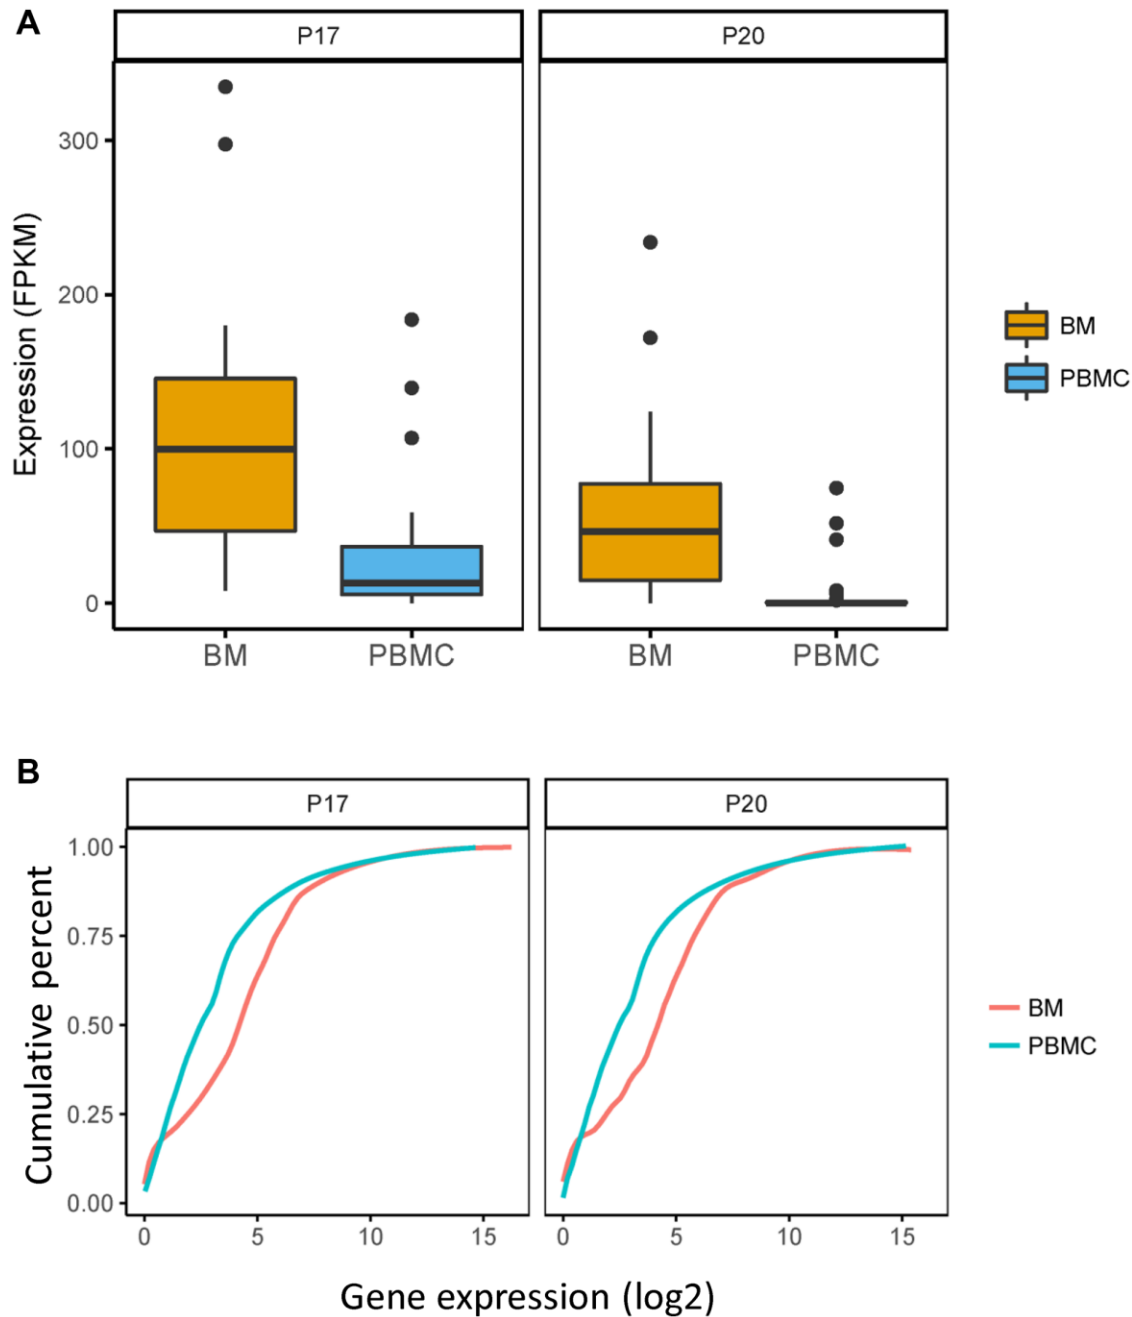 A
P17
P20
Expression (FPKM)
300
200
100
0
BM
PBMC
BM
PBMC
BM
PBMC
B
P17
P20
Cumulative percent
1.00
0.75
0.50
0.25
0.00
0
5
10
15
0
5
10
15
BM
PBMC
Gene expression (log2)